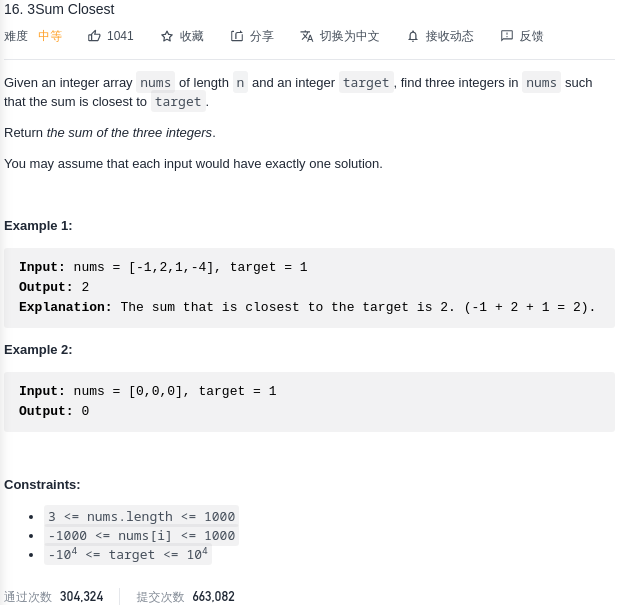 16. 3Sum Closest
难度 中等 1041 收藏 分享 切换为中文 接收动态 反馈
Given an integer array nums of length n and an integer target, find three integers in nums such
that the sum is closest to target.
Return the sum of the three integers.
You may assume that each input would have exactly one solution.
Example 1:
Input: nums = [-1,2,1,-4], target = 1
Output: 2
Explanation: The sum that is closest to the target is 2. (-1 + 2 + 1 = 2).
Example 2:
Input: nums = [0,0,0], target = 1
Output: 0
Constraints:
• 3 <= nums.length <= 1000
• -1000 <= nums[i] <= 1000
• -10⁴ <= target <= 10⁴
通过次数 304,324 提交次数 663,082